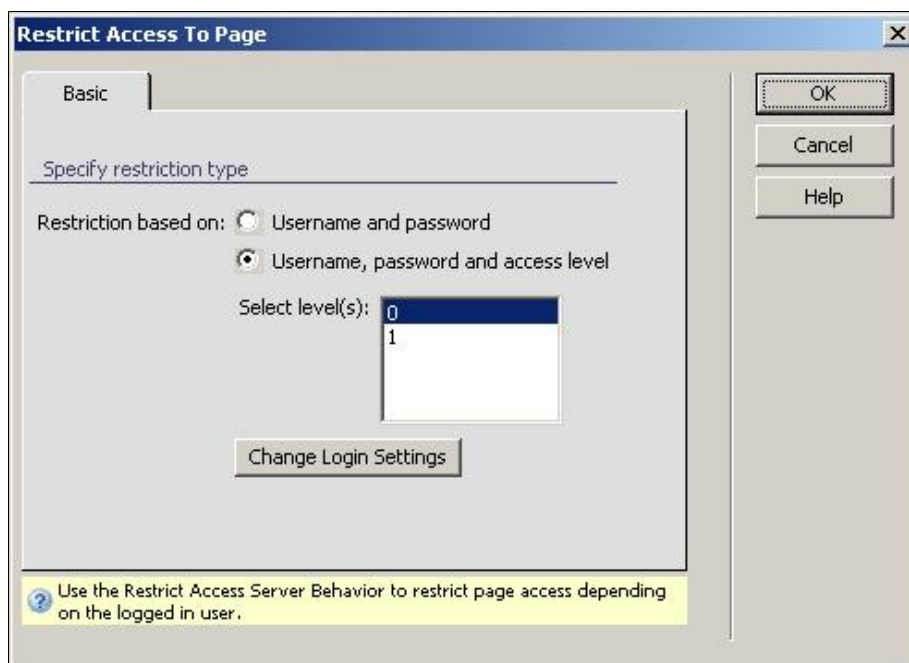 Restrict Access To Page
Basic
OK
Cancel
Help
Specify restriction type
Restriction based on:
Username and password
Username, password and access level
Select level(s):
0
1
Change Login Settings
Use the Restrict Access Server Behavior to restrict page access depending
on the logged in user.